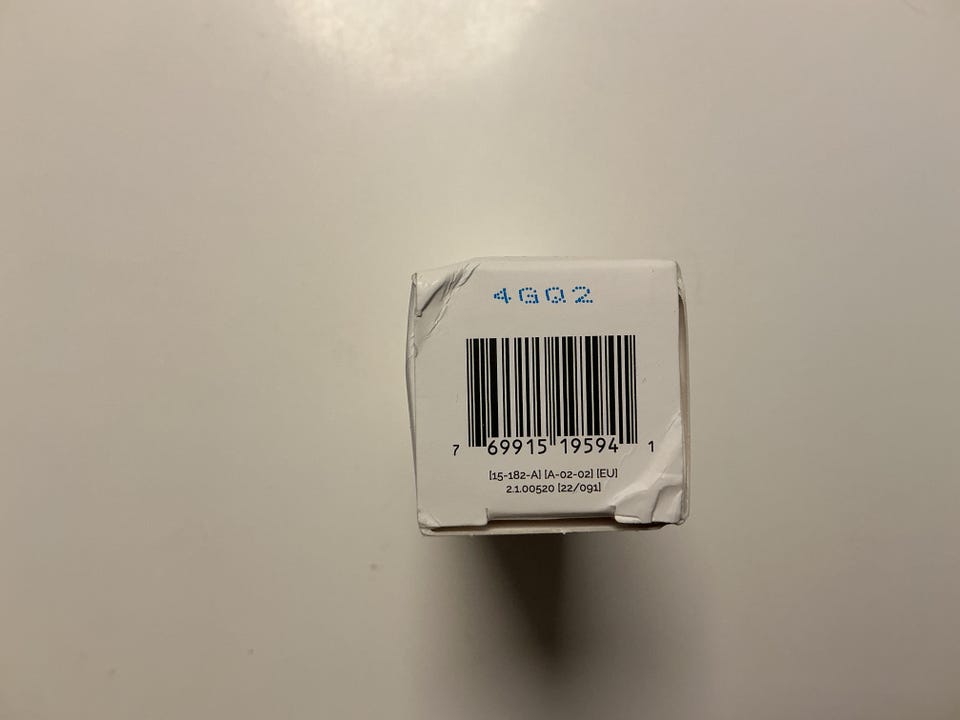 4GQ2
7 69915 19594 1
[15-182-A] [A-02-02] [EU]
2.1.00520 [22/091]